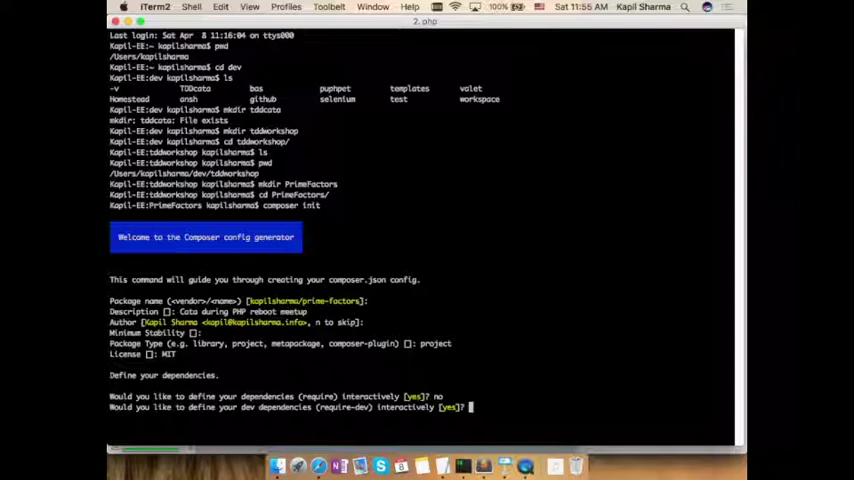 iTerm2 Shell Edit View Profiles Toolbelt Window Help 100% Sat 11:55 AM Kapil Sharma
2. php
Last login: Sat Apr 8 11:16:04 on ttys000
Kapil-EE:~ kapilsharma$ pwd
/Users/kapilsharma
Kapil-EE:~ kapilsharma$ cd dev
Kapil-EE:dev kapilsharma$ ls
-v TDDcata bas puphpet templates valet
Homestead ansh github selenium test workspace
Kapil-EE:dev kapilsharma$ mkdir tddcata
mkdir: tddcata: File exists
Kapil-EE:dev kapilsharma$ mkdir tddworkshop
Kapil-EE:dev kapilsharma$ cd tddworkshop/
Kapil-EE:tddworkshop kapilsharma$ ls
Kapil-EE:tddworkshop kapilsharma$ pwd
/Users/kapilsharma/dev/tddworkshop
Kapil-EE:tddworkshop kapilsharma$ mkdir PrimeFactors
Kapil-EE:tddworkshop kapilsharma$ cd PrimeFactors/
Kapil-EE:PrimeFactors kapilsharma$ composer init
Welcome to the Composer config generator
This command will guide you through creating your composer.json config.
Package name (<vendor>/<name>) [kapilsharma/prime-factors]:
Description []: Cata during PHP reboot meetup
Author [Kapil Sharma <kapil@kapilsharma.info>, n to skip]:
Minimum Stability []:
Package Type (e.g. library, project, metapackage, composer-plugin) []: project
License []: MIT
Define your dependencies.
Would you like to define your dependencies (require) interactively [yes]? no
Would you like to define your dev dependencies (require-dev) interactively [yes]?